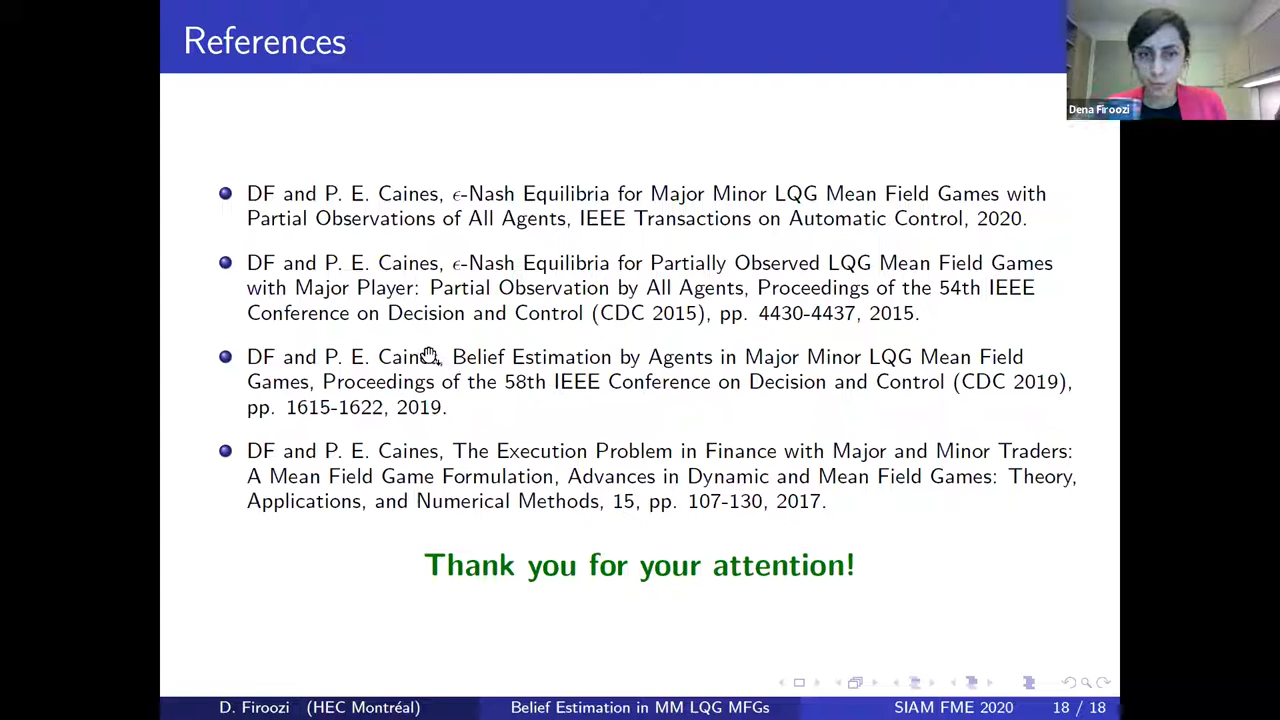 References
Dena Firoozi
DF and P. E. Caines, ϵ-Nash Equilibria for Major Minor LQG Mean Field Games with
Partial Observations of All Agents, IEEE Transactions on Automatic Control, 2020.
DF and P. E. Caines, ϵ-Nash Equilibria for Partially Observed LQG Mean Field Games
with Major Player: Partial Observation by All Agents, Proceedings of the 54th IEEE
Conference on Decision and Control (CDC 2015), pp. 4430-4437, 2015.
DF and P. E. Caines, Belief Estimation by Agents in Major Minor LQG Mean Field
Games, Proceedings of the 58th IEEE Conference on Decision and Control (CDC 2019),
pp. 1615-1622, 2019.
DF and P. E. Caines, The Execution Problem in Finance with Major and Minor Traders:
A Mean Field Game Formulation, Advances in Dynamic and Mean Field Games: Theory,
Applications, and Numerical Methods, 15, pp. 107-130, 2017.
Thank you for your attention!
D. Firoozi (HEC Montréal) Belief Estimation in MM LQG MFGs SIAM FME 2020 18 / 18